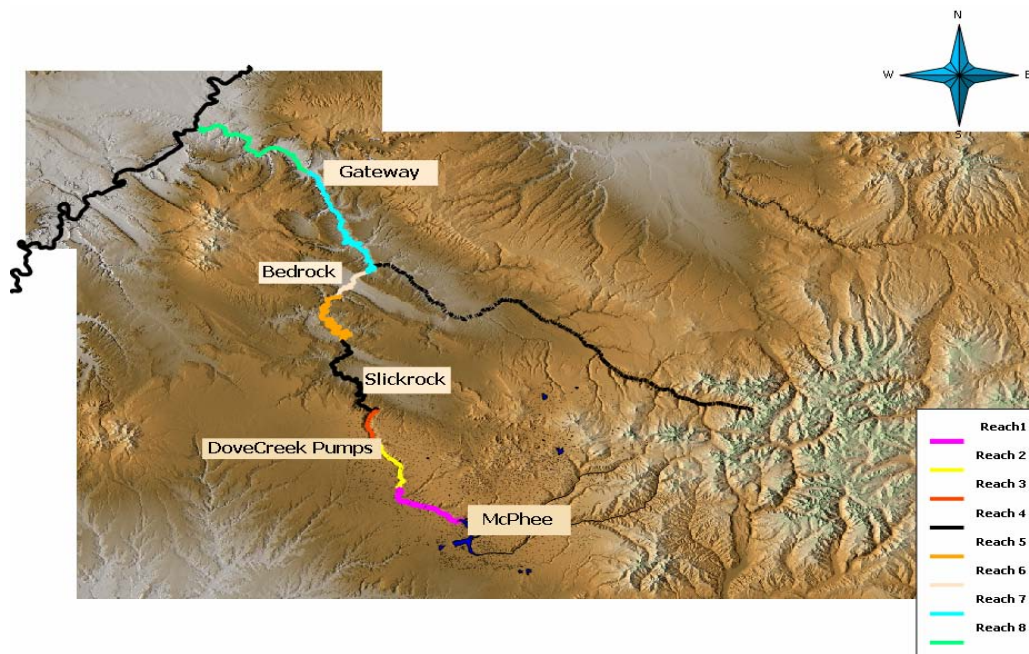 N
W
E
S
Gateway
Bedrock
Slickrock
DoveCreek Pumps
McPhee
Reach1
Reach 2
Reach 3
Reach 4
Reach 5
Reach 6
Reach 7
Reach 8